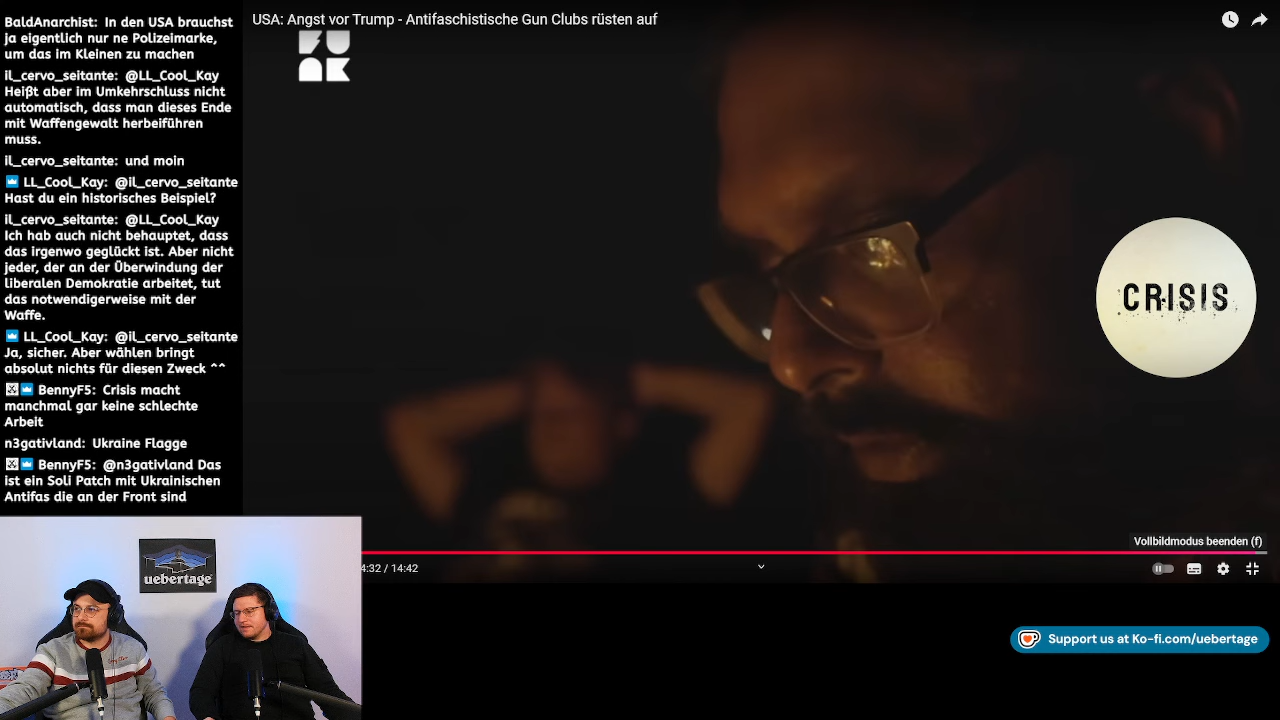 BaldAnarchist: In den USA brauchst
ja eigentlich nur ne Polizeimarke,
um das im Kleinen zu machen
il_cervo_seitante: @LL_Cool_Kay
Heißt aber im Umkehrschluss nicht
automatisch, dass man dieses Ende
mit Waffengewalt herbeiführen
muss.
il_cervo_seitante: und moin
LL_Cool_Kay: @il_cervo_seitante
Hast du ein historisches Beispiel?
il_cervo_seitante: @LL_Cool_Kay
Ich hab auch nicht behauptet, dass
das irgenwo geglückt ist. Aber nicht
jeder, der an der Überwindung der
liberalen Demokratie arbeitet, tut
das notwendigerweise mit der
Waffe.
LL_Cool_Kay: @il_cervo_seitante
Ja, sicher. Aber wählen bringt
absolut nichts für diesen Zweck ^^
BennyF5: Crisis macht
manchmal gar keine schlechte
Arbeit
n3gativland: Ukraine Flagge
BennyF5: @n3gativland Das
ist ein Soli Patch mit Ukrainischen
Antifas die an der Front sind
USA: Angst vor Trump - Antifaschistische Gun Clubs rüsten auf
FUNK
CRISIS
Vollbildmodus beenden (f)
4:32 / 14:42
uebertage
Support us at Ko-fi.com/uebertage